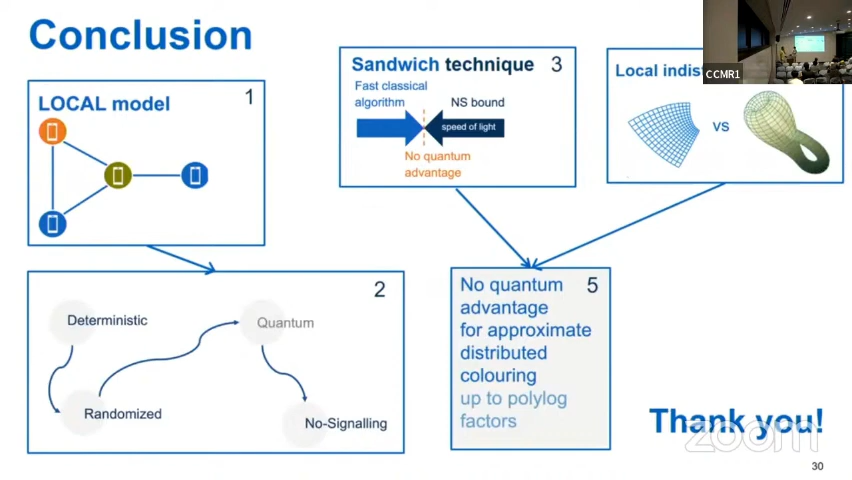 Conclusion
CCMR1
LOCAL model
1
Sandwich technique
3
Fast classical
algorithm
NS bound
speed of light
No quantum
advantage
Local
VS
2
Deterministic
Quantum
Randomized
No-Signalling
No quantum
5
advantage
for approximate
distributed
colouring
up to polylog
factors
Thank you!
zoom
30